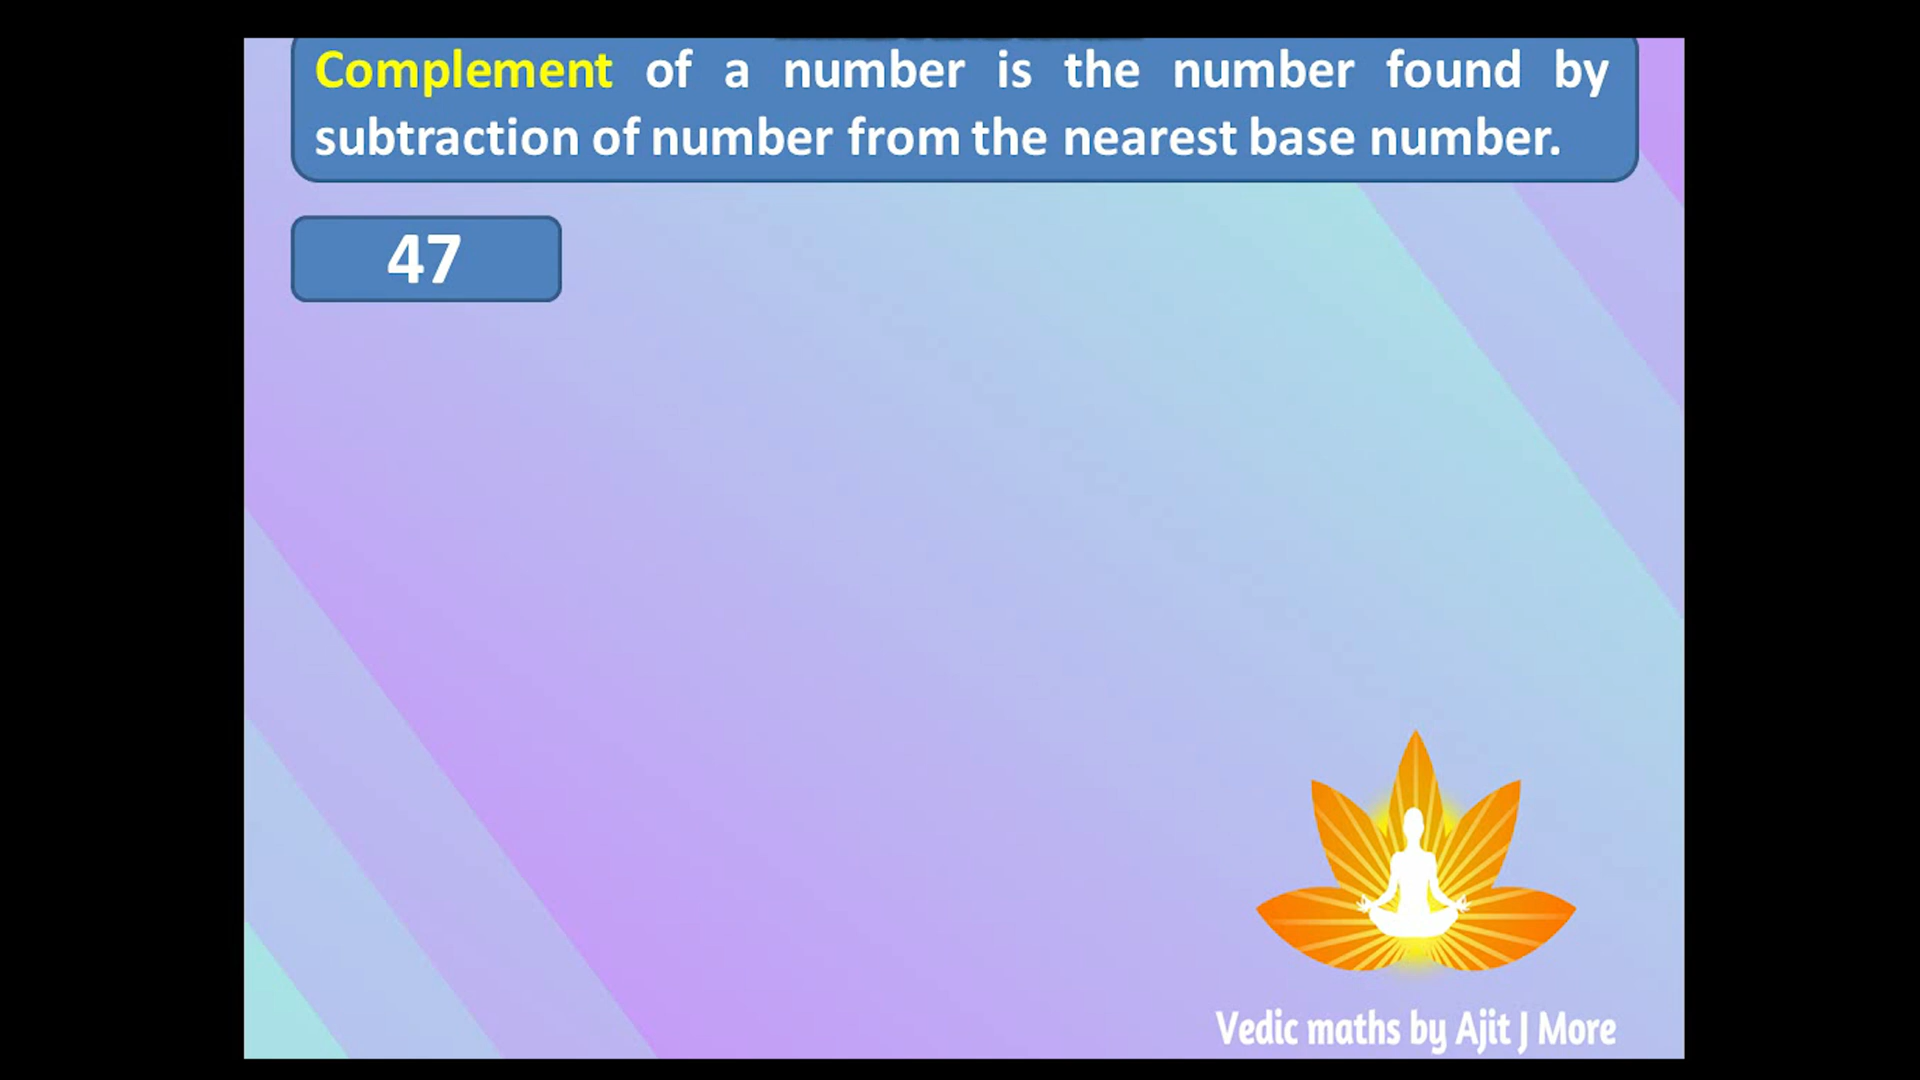 Complement of a number is the number found by
subtraction of number from the nearest base number.
47
Vedic maths by Ajit J More